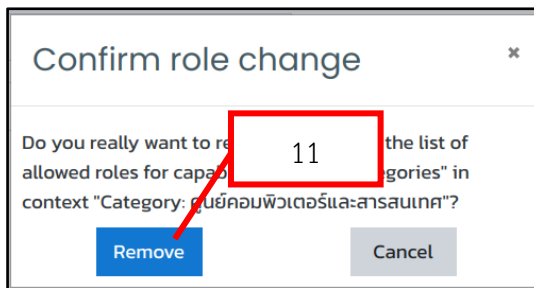 Confirm role change
×
Do you really want to the list of
allowed roles for egories" in
context "Category: ศูนย์คอมพิวเตอร์และสารสนเทศ"?
11
Remove
Cancel